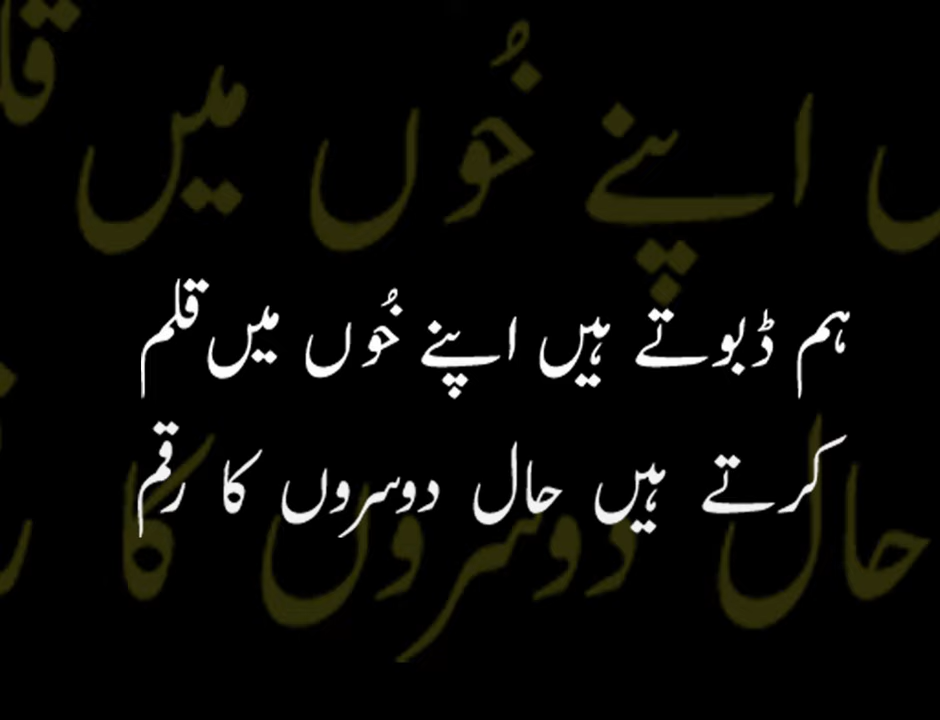 ہم ڈبوتے ہیں اپنے خُوں میں قلم
کرتے ہیں حال دوسروں کا رقم